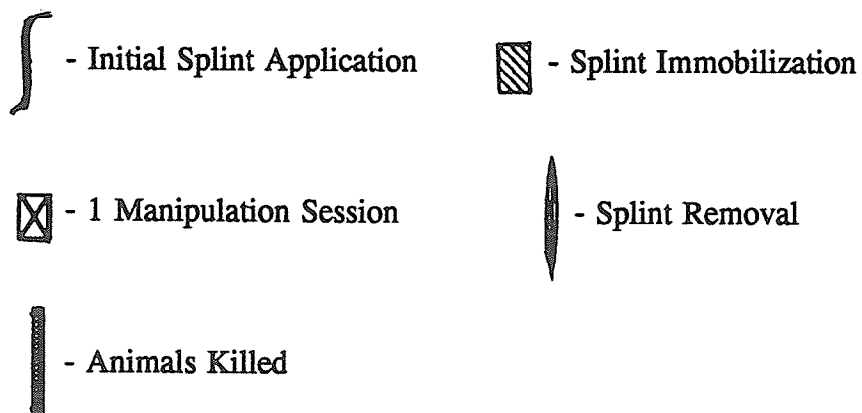 - Initial Splint Application
- Splint Immobilization
- 1 Manipulation Session
- Splint Removal
- Animals Killed